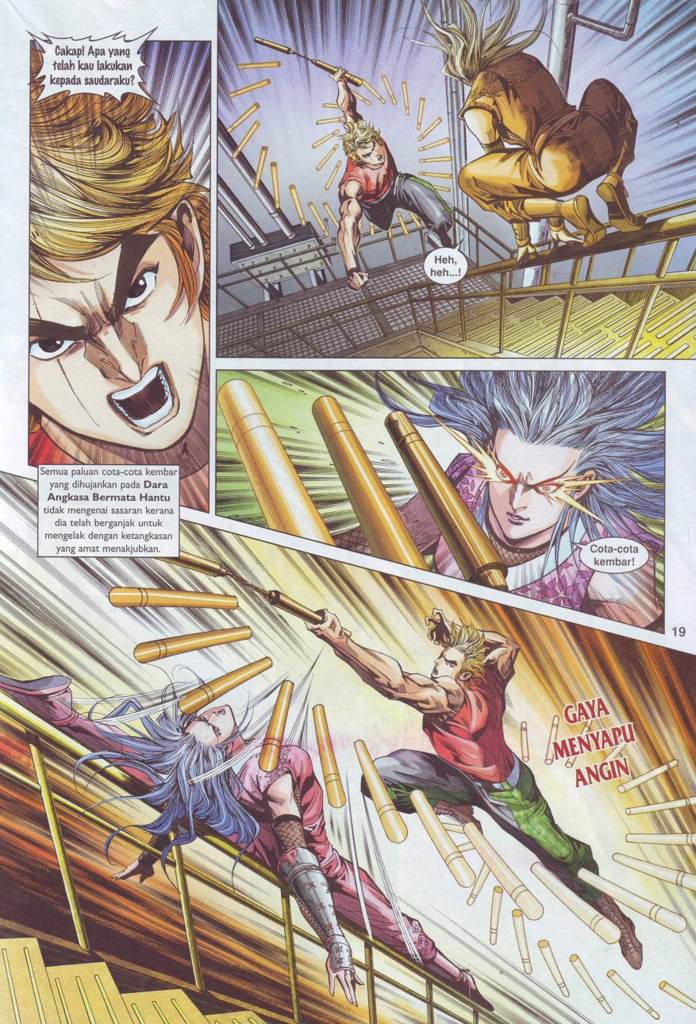 Cakap! Apa yang
telah kau lakukan
kepada saudaraku?
Heh,
heh...!
Semua paluan cota-cota kembar
yang dihujankan pada Dara
Angkasa Bermata Hantu
tidak mengenai sasaran kerana
dia telah berganjak untuk
mengelak dengan ketangkasan
yang amat menakjubkan.
Cota-cota
kembar!
19
GAYA
MENYAPU
ANGIN